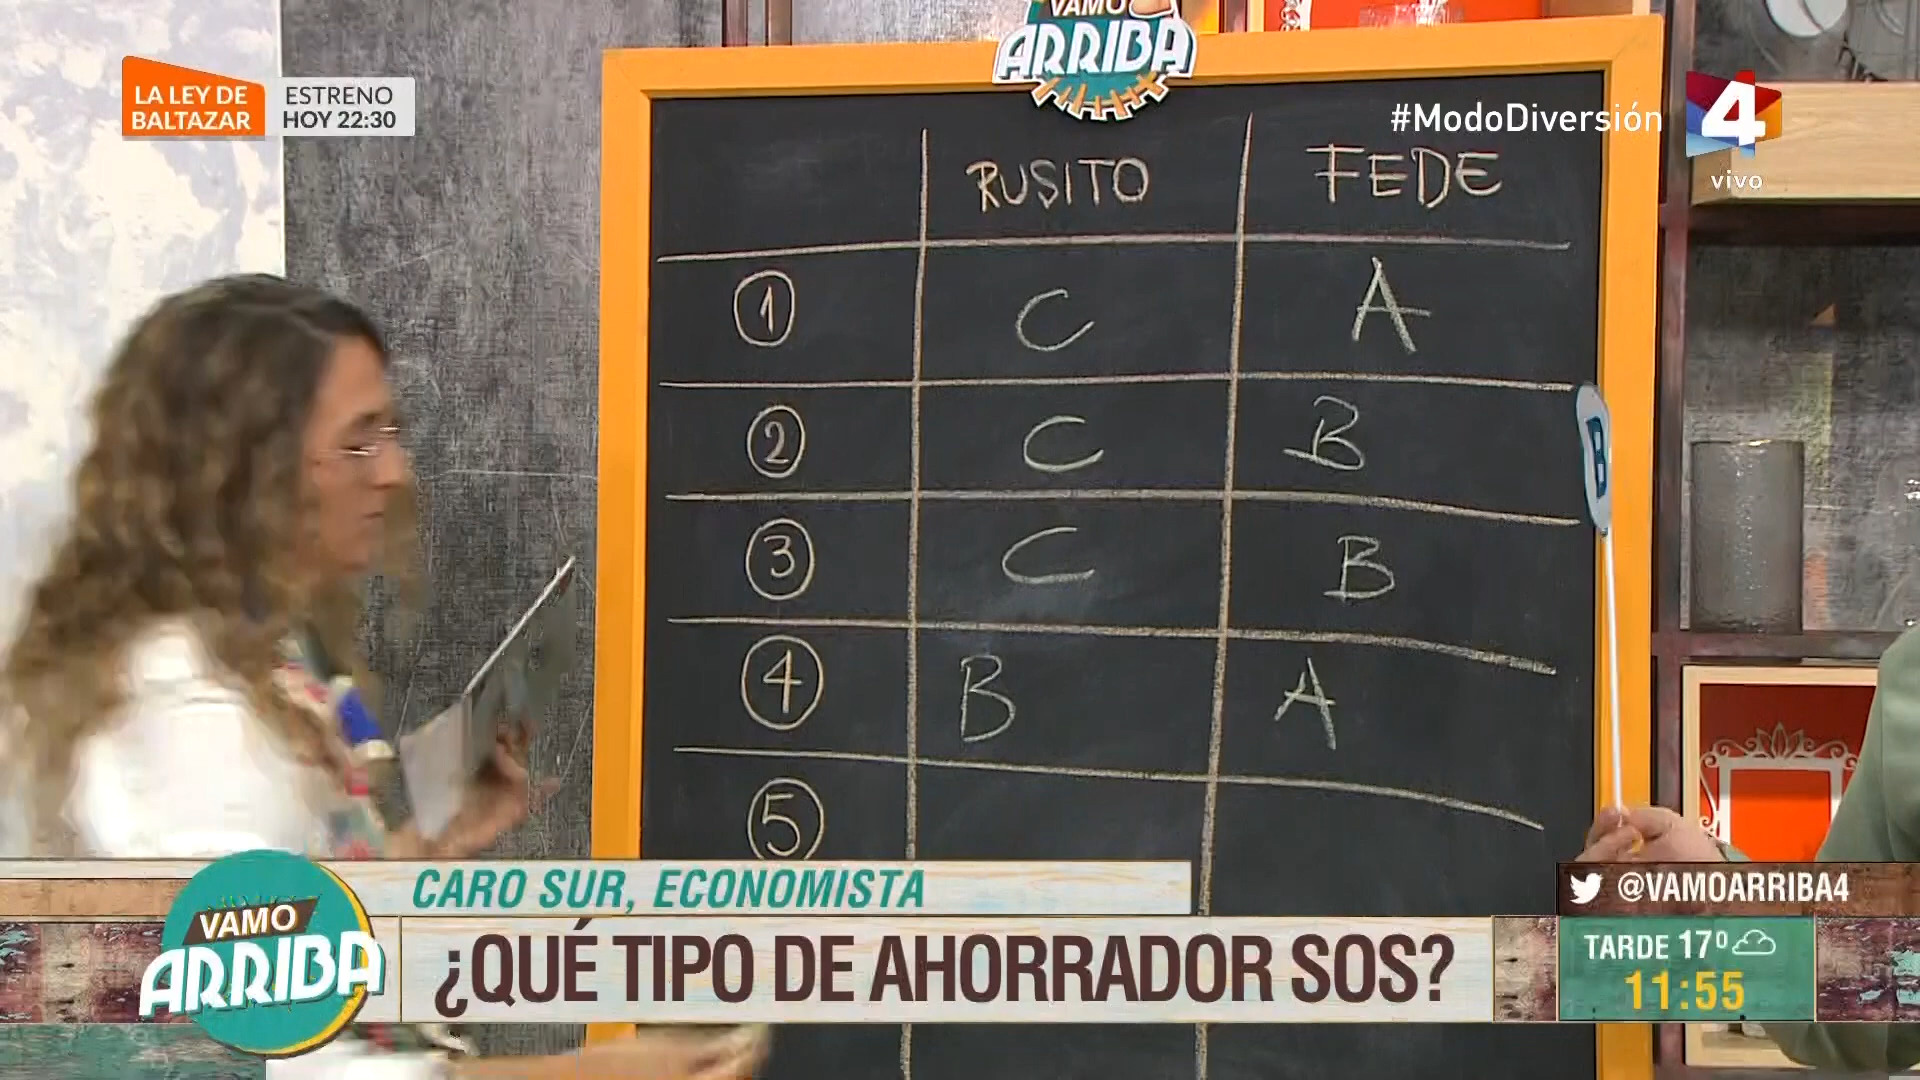 VAMO
ARRIBA
LA LEY DE
BALTAZAR
ESTRENO
HOY 22:30
#ModoDiversión
4
vivo
RUSITO FEDE
1 C A
2 C B
B
3 C B
4 B A
5
CARO SUR, ECONOMISTA
@VAMOARRIBA4
VAMO
ARRIBA
¿QUÉ TIPO DE AHORRADOR SOS?
TARDE 17º
11:55